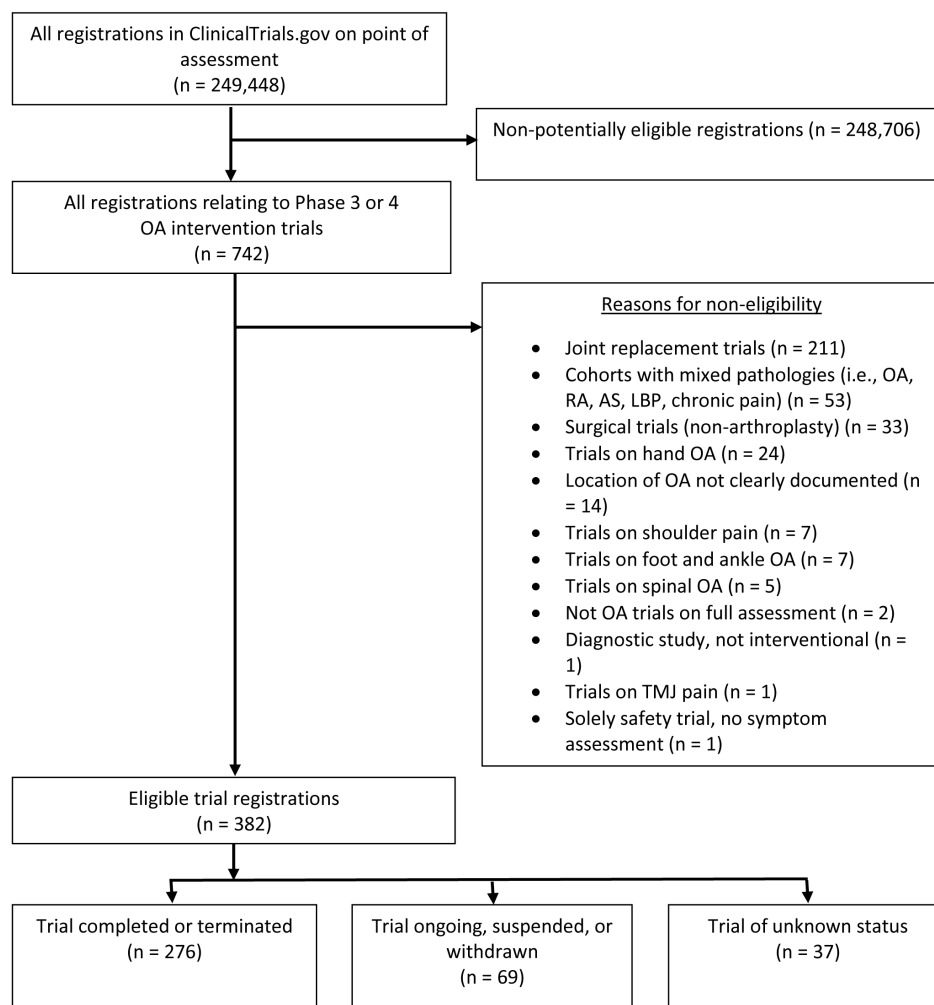 All registrations in ClinicalTrials.gov on point of
assessment
(n = 249,448)
Non-potentially eligible registrations (n = 248,706)
All registrations relating to Phase 3 or 4
OA intervention trials
(n = 742)
Reasons for non-eligibility
• Joint replacement trials (n = 211)
• Cohorts with mixed pathologies (i.e., OA,
RA, AS, LBP, chronic pain) (n = 53)
• Surgical trials (non-arthroplasty) (n = 33)
• Trials on hand OA (n = 24)
• Location of OA not clearly documented (n
= 14)
• Trials on shoulder pain (n = 7)
• Trials on foot and ankle OA (n = 7)
• Trials on spinal OA (n = 5)
• Not OA trials on full assessment (n = 2)
• Diagnostic study, not interventional (n =
1)
• Trials on TMJ pain (n = 1)
• Solely safety trial, no symptom
assessment (n = 1)
Eligible trial registrations
(n = 382)
Trial completed or terminated
(n = 276)
Trial ongoing, suspended, or
withdrawn
(n = 69)
Trial of unknown status
(n = 37)